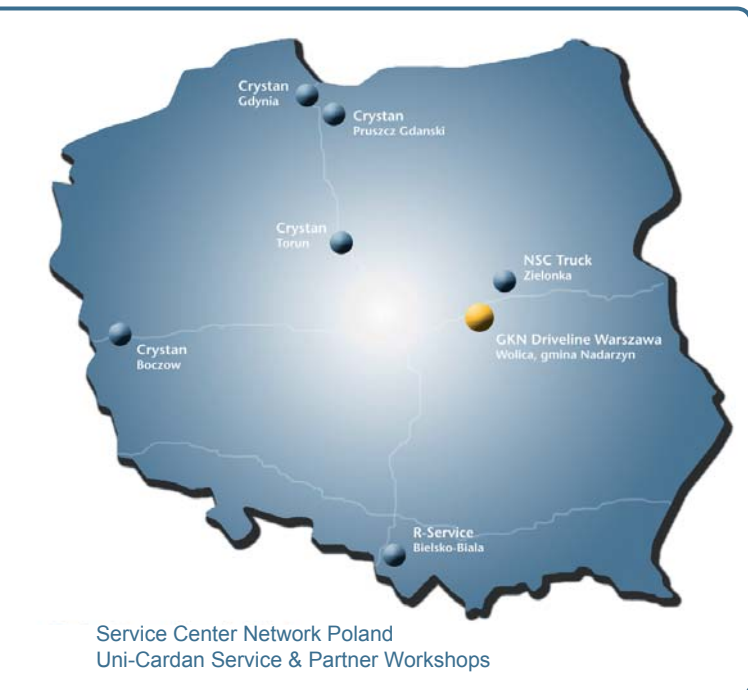 Crystan
Gdynia
Crystan
Pruszcz Gdanski
Crystan
Torun
NSC Truck
Zielonka
GKN Driveline Warszawa
Wolica, gmina Nadarzyn
Crystan
Boczow
R-Service
Bielsko-Biala
Service Center Network Poland
Uni-Cardan Service & Partner Workshops